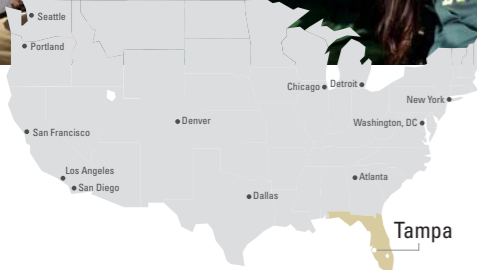 Seattle
Portland
Chicago
Detroit
New York
Denver
Washington, DC
San Francisco
Los Angeles
Atlanta
San Diego
Dallas
Tampa